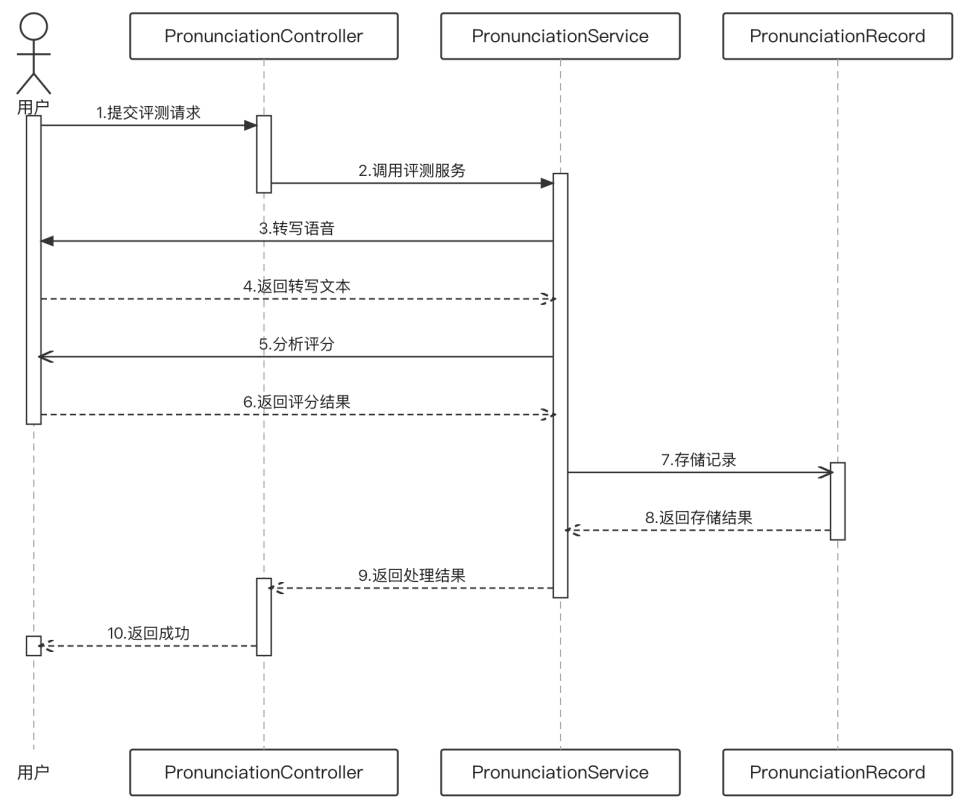 PronunciationController
PronunciationService
PronunciationRecord
用户
1.提交评测请求
2.调用评测服务
3.转写语音
4.返回转写文本
5.分析评分
6.返回评分结果
7.存储记录
8.返回存储结果
9.返回处理结果
10.返回成功
用户
PronunciationController
PronunciationService
PronunciationRecord